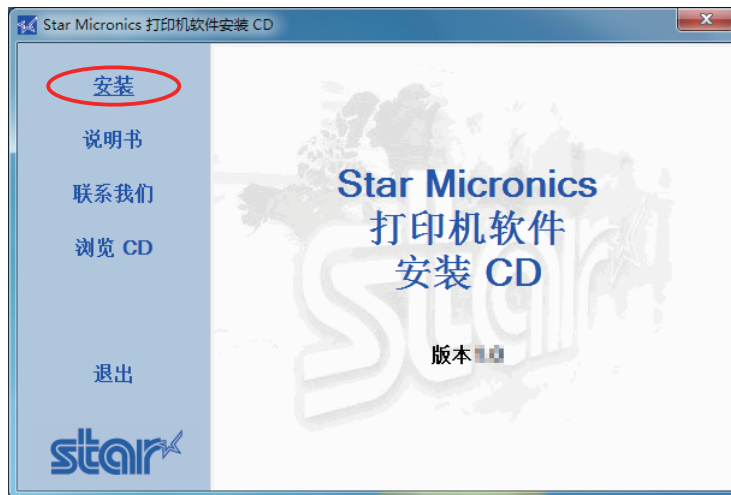 Star Micronics 打印机软件安装 CD
安装
说明书
联系我们
浏览 CD
退出
star
Star Micronics
打印机软件
安装 CD
版本